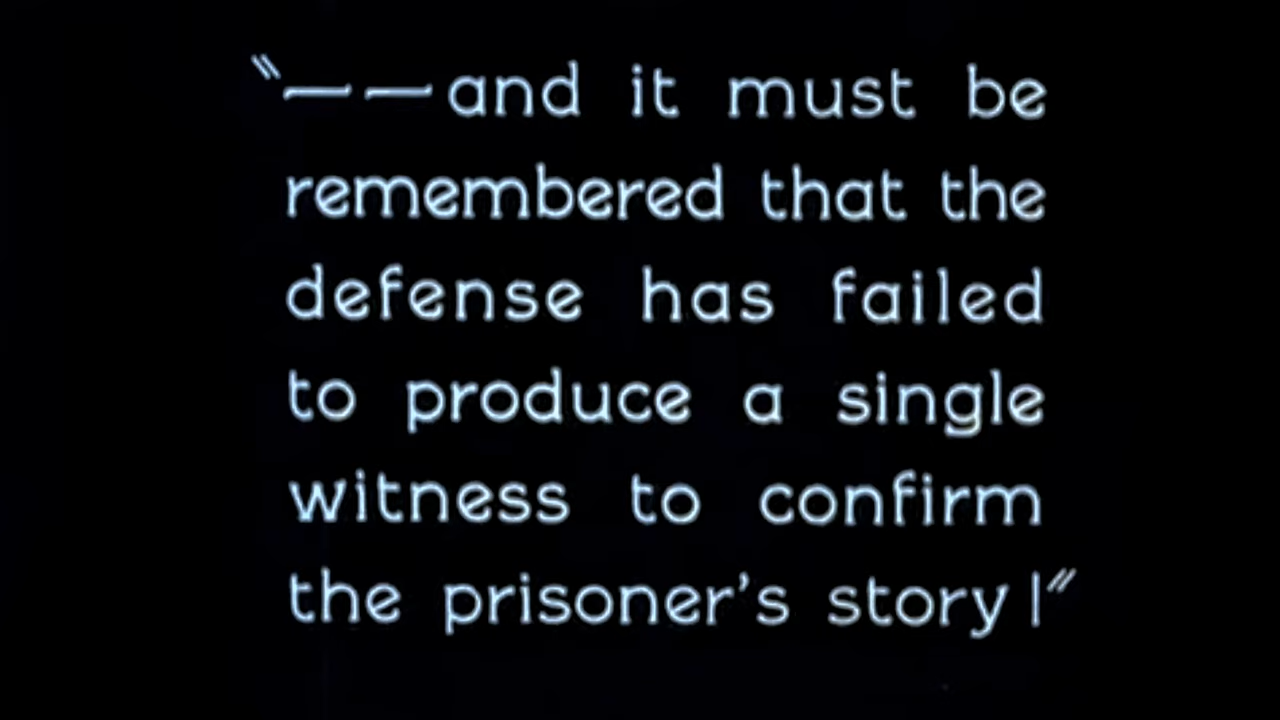 "— — and it must be
remembered that the
defense has failed
to produce a single
witness to confirm
the prisoner's story!"